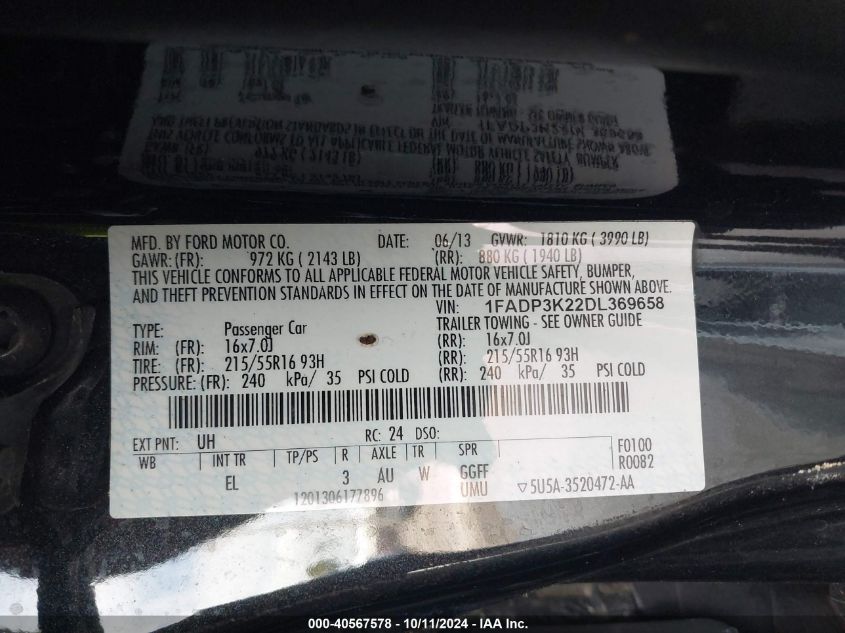 MFD. BY FORD MOTOR CO. DATE: 06/13 GVWR: 1810 KG ( 3990 LB)
GAWR: (FR): 972 KG ( 2143 LB) (RR): 880 KG ( 1940 LB)
THIS VEHICLE CONFORMS TO ALL APPLICABLE FEDERAL MOTOR VEHICLE SAFETY, BUMPER,
AND THEFT PREVENTION STANDARDS IN EFFECT ON THE DATE OF MANUFACTURE SHOWN ABOVE.
VIN: 1FADP3K22DL369658
TYPE: Passenger Car TRAILER TOWING - SEE OWNER GUIDE
RIM: (FR): 16x7.0J (RR): 16x7.0J
TIRE: (FR): 215/55R16 93H (RR): 215/55R16 93H
PRESSURE: (FR): 240 kPa/ 35 PSI COLD (RR): 240 kPa/ 35 PSI COLD
EXT PNT: UH RC: 24 DSO: F0100
WB INT TR TP/PS R AXLE TR SPR R0082
EL 3 AU W GGFF
1201306177896 UMU ▽5U5A-3520472-AA
000-40567578 - 10/11/2024 - IAA Inc.